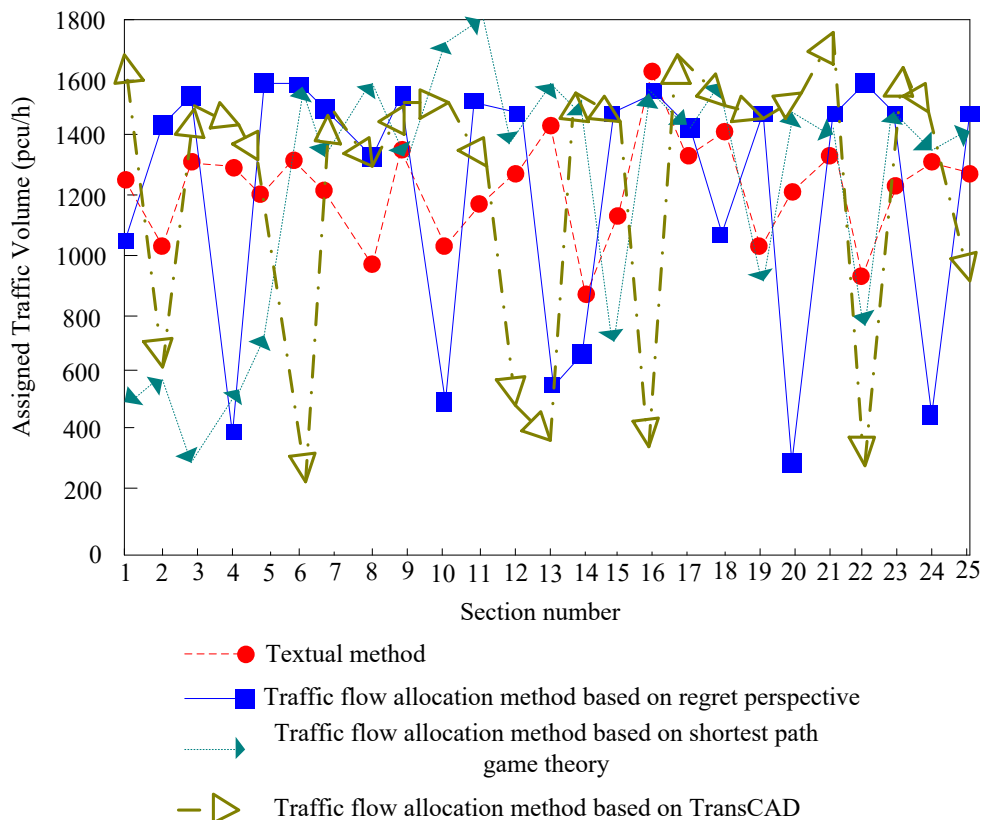 Assigned Traffic Volume (pcu/h)
1800
1600
1400
1200
1000
800
600
400
200
0
1 2 3 4 5 6 7 8 9 10 11 12 13 14 15 16 17 18 19 20 21 22 23 24 25
Section number
Textual method
Traffic flow allocation method based on regret perspective
Traffic flow allocation method based on shortest path
game theory
Traffic flow allocation method based on TransCAD